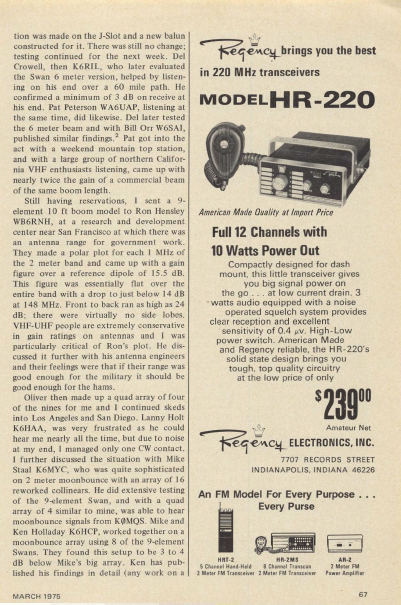 tion was made on the J-Slot and a new balun
constructed for it. There was still no change;
testing continued for the next week. Del
Crowell, then K6RIL, who later evaluated
the Swan 6 meter version, helped by listen-
ing on his end over a 60 mile path. He
confirmed a minimum of 3 dB on receive at
his end. Pat Peterson WA6UAP, listening at
the same time, did likewise. Del later tested
the 6 meter beam and with Bill Orr W6SAI,
published similar findings.² Pat got into the
act with a weekend mountain top station,
and with a large group of northern Califor-
nia VHF enthusiasts listening, came up with
nearly twice the gain of a commercial beam
of the same boom length.
Still having reservations, I sent a 9-
element 10 ft boom model to Ron Hensley
WB6RNH, at a research and development
center near San Francisco at which there was
an antenna range for government work.
They made a polar plot for each 1 MHz of
the 2 meter band and came up with a gain
figure over a reference dipole of 15.5 dB.
This figure was essentially flat over the
entire band with a drop to just below 14 dB
at 148 MHz. Front to back ran as high as 24
dB; there were virtually no side lobes.
VHF-UHF people are extremely conservative
in gain ratings on antennas and I was
particularly critical of Ron's plot. He dis-
cussed it further with his antenna engineers
and their feelings were that if their range was
good enough for the military it should be
good enough for the hams.
Oliver then made up a quad array of four
of the nines for me and I continued skeds
into Los Angeles and San Diego. Lanny Holt
K6HAA, was very frustrated as he could
hear me nearly all the time, but due to noise
at my end, I managed only one CW contact.
I further discussed the situation with Mike
Staal K6MYC, who was quite sophisticated
on 2 meter moonbounce with an array of 16
reworked collinears. He did extensive testing
of the 9-element Swan, and with a quad
array of 4 similar to mine, was able to hear
moonbounce signals from KØMQS. Mike and
Ken Holladay K6HCP, worked together on a
moonbounce array using 8 of the 9-element
Swans. They found this setup to be 3 to 4
dB below Mike's big array. Ken has pub-
lished his findings in detail (any work on a
MARCH 1975
Regency brings you the best
in 220 MHz transceivers
MODEL HR-220
American Made Quality at Import Price
Full 12 Channels with
10 Watts Power Out
Compactly designed for dash
mount, this little transceiver gives
you big signal power on
the go . . . at low current drain. 3
watts audio equipped with a noise
operated squelch system provides
clear reception and excellent
sensitivity of 0.4 µv. High-Low
power switch. American Made
and Regency reliable, the HR-220's
solid state design brings you
tough, top quality circuitry
at the low price of only
$239⁰⁰
Amateur Net
Regency ELECTRONICS, INC.
7707 RECORDS STREET
INDIANAPOLIS, INDIANA 46226
An FM Model For Every Purpose . . .
Every Purse
HRT-2
5 Channel Hand-Held
2 Meter FM Transceiver
HR-2MS
8 Channel Transcan
2 Meter FM Transceiver
AR-2
2 Meter FM
Power Amplifier
67